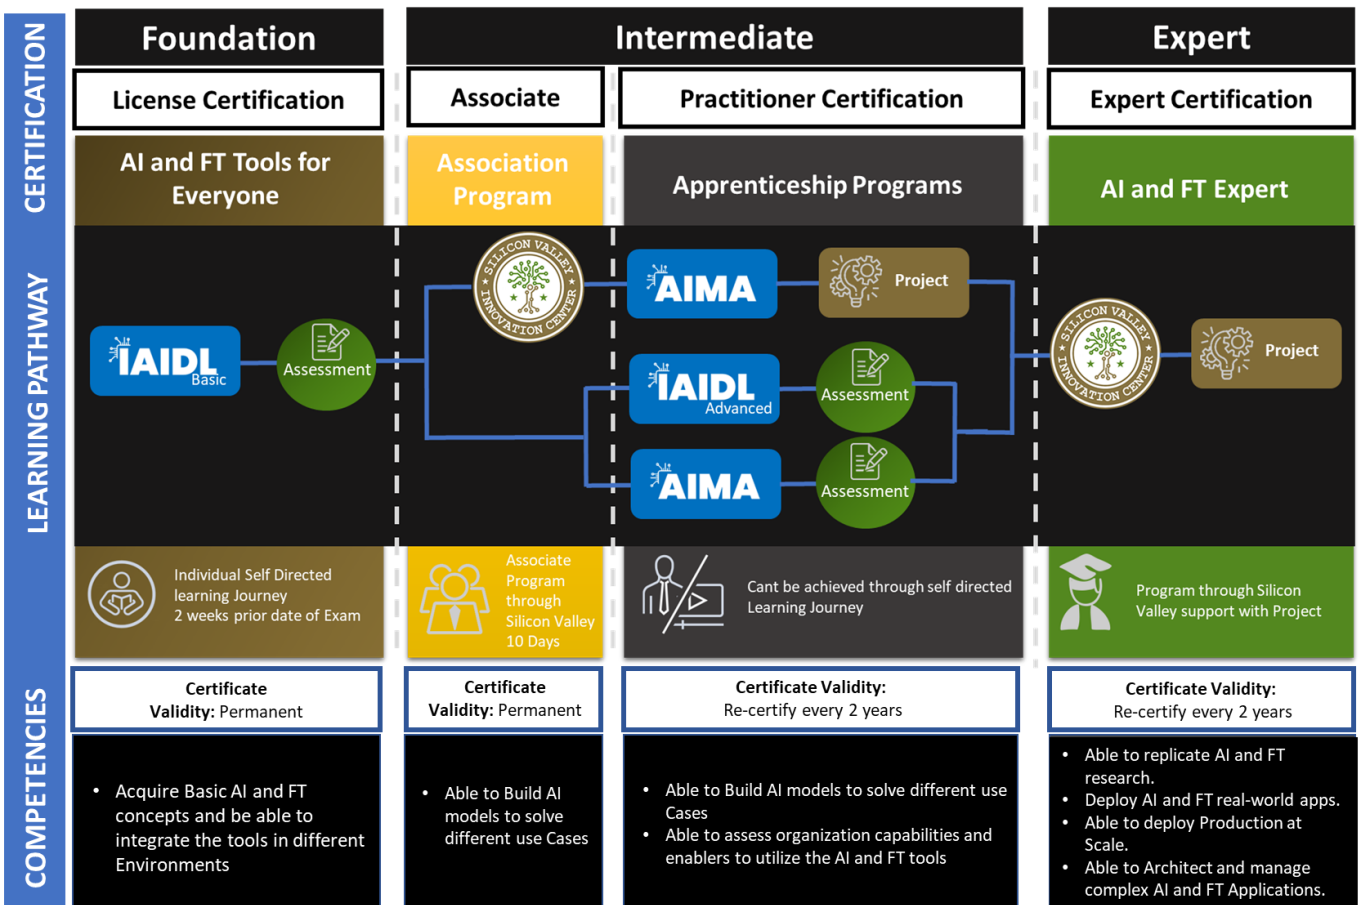 CERTIFICATION
Foundation
Intermediate
Expert
License Certification
Associate
Practitioner Certification
Expert Certification
AI and FT Tools for
Everyone
Association
Program
Apprenticeship Programs
AI and FT Expert
LEARNING PATHWAY
IAIDL
Basic
Assessment
SILICON VALLEY
INNOVATION CENTER
AIMA
Project
IAIDL
Advanced
Assessment
AIMA
Assessment
SILICON VALLEY
INNOVATION CENTER
Project
Individual Self Directed
learning Journey
2 weeks prior date of Exam
Associate
Program
through
Silicon Valley
10 Days
Cant be achieved through self directed
Learning Journey
Program through Silicon
Valley support with Project
COMPETENCIES
Certificate
Validity: Permanent
Certificate
Validity: Permanent
Certificate Validity:
Re-certify every 2 years
Certificate Validity:
Re-certify every 2 years
• Acquire Basic AI and FT
concepts and be able to
integrate the tools in different
Environments
• Able to Build AI
models to solve
different use Cases
• Able to Build AI models to solve different use
Cases
• Able to assess organization capabilities and
enablers to utilize the AI and FT tools
• Able to replicate AI and FT
research.
• Deploy AI and FT real-world apps.
• Able to deploy Production at
Scale.
• Able to Architect and manage
complex AI and FT Applications.